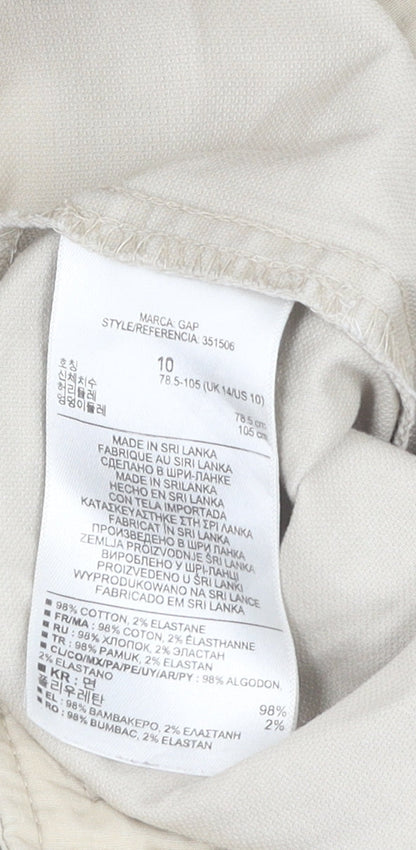 MARCA: GAP
STYLE/REFERENCIA: 351506
호칭 10
신체치수 78.5-105 (UK 14/US 10)
허리둘레 78.5 cm
엉덩이둘레 105 cm
MADE IN SRI LANKA
FABRIQUE AU SIRI LANKA
СДЕЛАНО В ШРИ-ЛАНКЕ
MADE IN SRILANKA
HECHO EN SRI LANKA
CON TELA IMPORTADA
ΚΑΤΑΣΚΕΥΑΣΤΗΚΕ ΣΤΗ ΣΡΙ ΛΑΝΚΑ
FABRICAT ÎN SRI LANKA
ПРОИЗВЕДЕНО В ШРИ ЛАНКА
ZEMLJA PROIZVODNJE ŠRI LANKA
ВИРОБЛЕНО У ШРІ-ЛАНЦІ
PROIZVEDENO U ŠRI LANKI
WYPRODUKOWANO NA SRI LANCE
FABRICADO EM SRI LANKA
■ 98% COTTON, 2% ELASTANE
■ FR/MA : 98% COTON, 2% ÉLASTHANNE
■ RU : 98% ХЛОПОК, 2% ЭЛАСТАН
■ TR : 98% PAMUK, 2% ELASTAN
■ CL/CO/MX/PA/PE/UY/AR/PY : 98% ALGODON,
2% ELASTANO
■ KR : 면 98%
폴리우레탄 2%
■ EL : 98% ΒΑΜΒΑΚΕΡΟ, 2% ΕΛΑΣΤΑΝΗ
■ RO : 98% BUMBAC, 2% ELASTAN